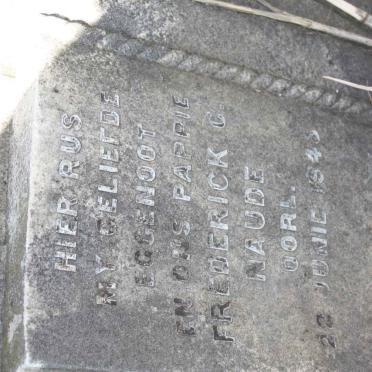 HIER RUS
MY GELIEFDE
EGGENOOT
EN ONS PAPPIE
FREDERICK C.
NAUDE
OORL.
22 JUNIE 1943